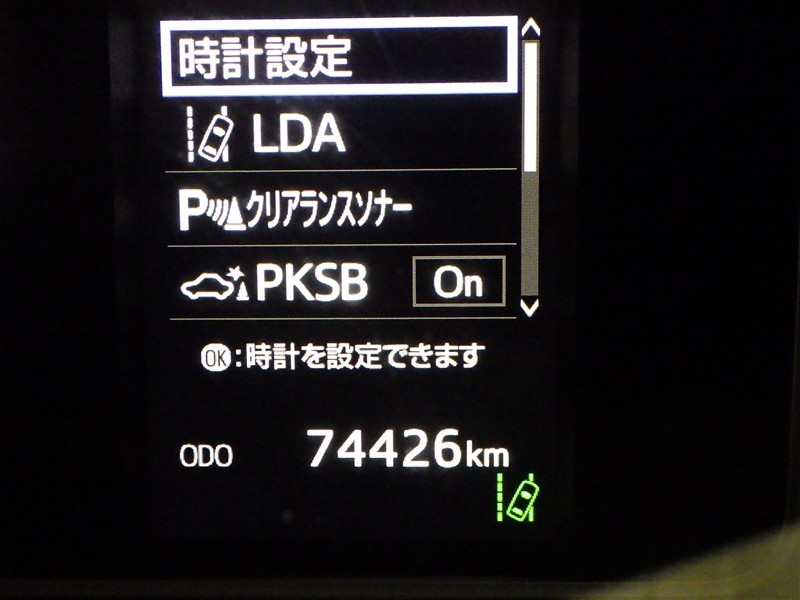 時計設定
LDA
Pクリアランスソナー
PKSB On
OK:時計を設定できます
ODO 74426km